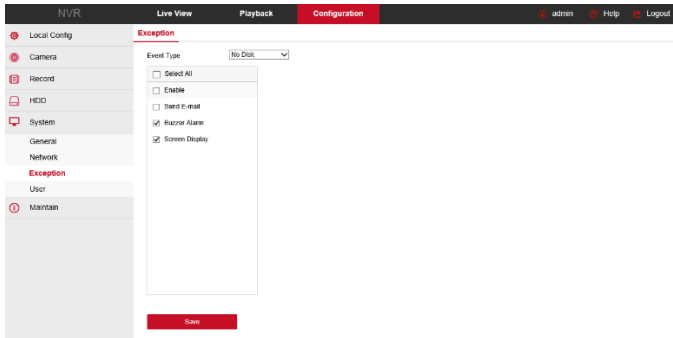 NVR Live View Playback Configuration admin Help Logout
Local Config
Camera
Record
HDD
System
General
Network
Exception
User
Maintain
Exception
Event Type No Disk
Select All
Enable
Send E-mail
Buzzer Alarm
Screen Display
Save